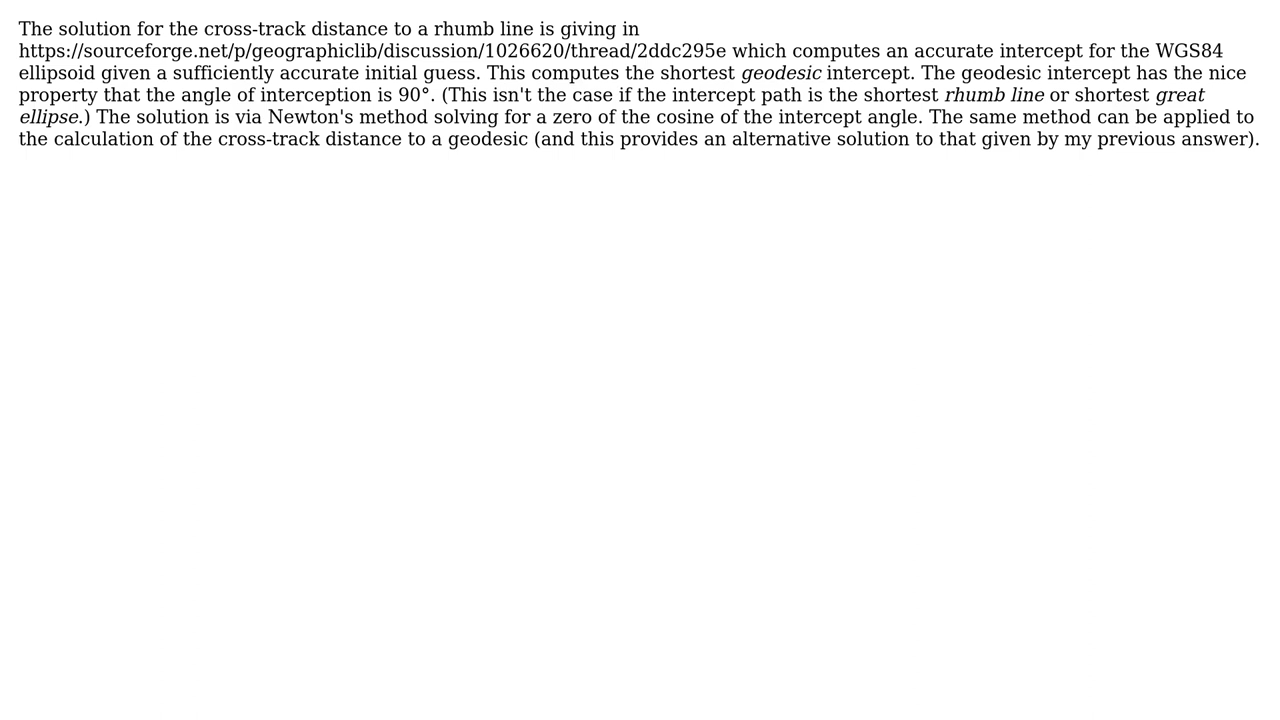 The solution for the cross-track distance to a rhumb line is giving in
https://sourceforge.net/p/geographiclib/discussion/1026620/thread/2ddc295e which computes an accurate intercept for the WGS84
ellipsoid given a sufficiently accurate initial guess. This computes the shortest geodesic intercept. The geodesic intercept has the nice
property that the angle of interception is 90°. (This isn't the case if the intercept path is the shortest rhumb line or shortest great
ellipse.) The solution is via Newton's method solving for a zero of the cosine of the intercept angle. The same method can be applied to
the calculation of the cross-track distance to a geodesic (and this provides an alternative solution to that given by my previous answer).